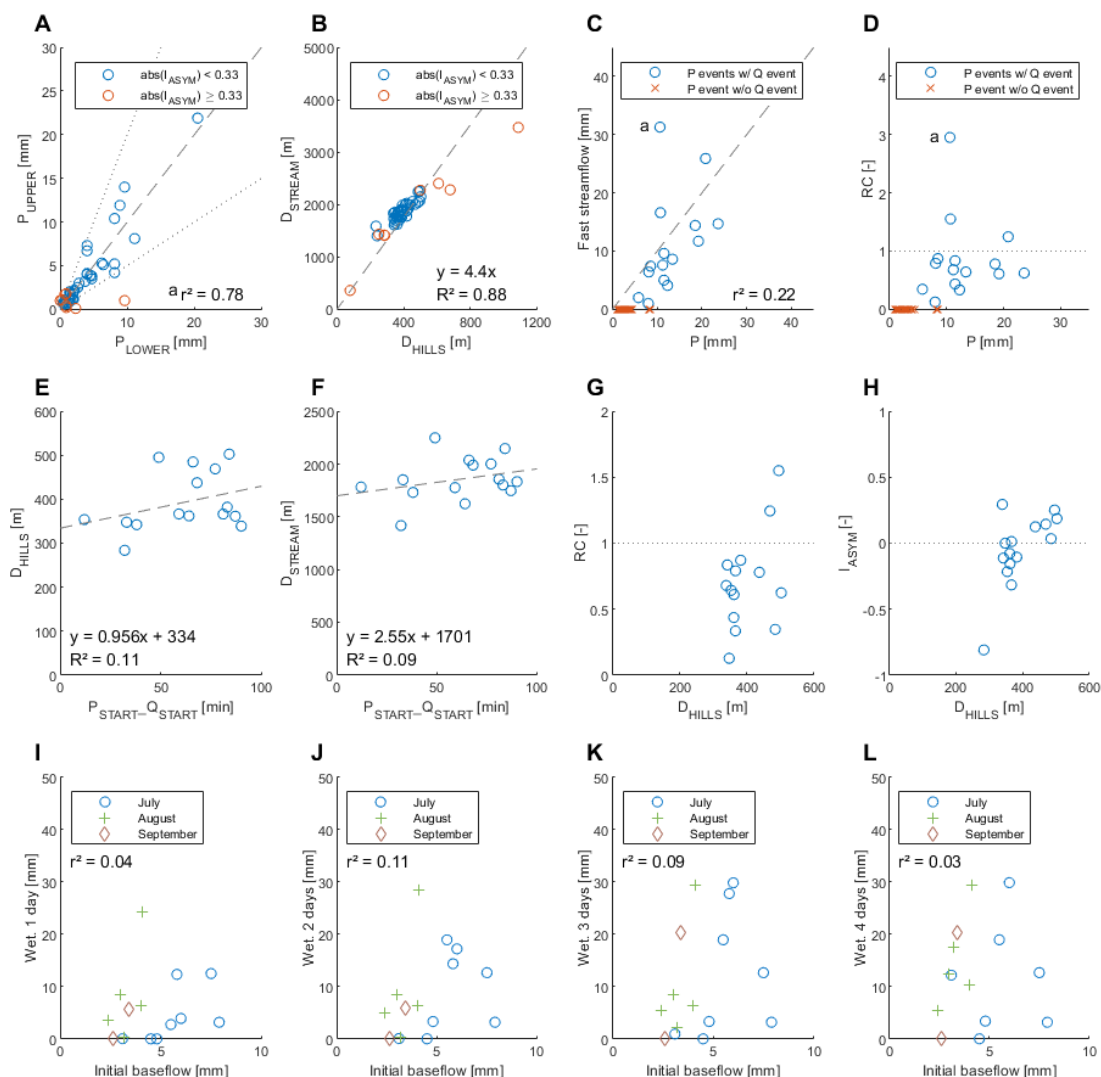 A
B
C
D
30
25
20
15
10
5
0
0 10 20 30
P_UPPER [mm]
P_LOWER [mm]
abs(I_ASYM) < 0.33
abs(I_ASYM) ≥ 0.33
a r² = 0.78
5000
4000
3000
2000
1000
0
0 400 800 1200
D_STREAM [m]
D_HILLS [m]
abs(I_ASYM) < 0.33
abs(I_ASYM) ≥ 0.33
y = 4.4x
R² = 0.88
40
30
20
10
0
0 10 20 30 40
Fast streamflow [mm]
P [mm]
P events w/ Q event
P event w/o Q event
a
r² = 0.22
4
3
2
1
0
0 10 20 30
RC [-]
P [mm]
P events w/ Q event
P event w/o Q event
a
E
F
G
H
600
500
400
300
200
100
0
0 50 100
D_HILLS [m]
P_START–Q_START [min]
y = 0.956x + 334
R² = 0.11
2500
2000
1500
1000
500
0
0 50 100
D_STREAM [m]
P_START–Q_START [min]
y = 2.55x + 1701
R² = 0.09
2
1.5
1
0.5
0
0 200 400 600
RC [-]
D_HILLS [m]
1
0.5
0
-0.5
-1
0 200 400 600
I_ASYM [-]
D_HILLS [m]
I
J
K
L
50
40
30
20
10
0
0 5 10
Wet. 1 day [mm]
Initial baseflow [mm]
July
August
September
r² = 0.04
50
40
30
20
10
0
0 5 10
Wet. 2 days [mm]
Initial baseflow [mm]
July
August
September
r² = 0.11
50
40
30
20
10
0
0 5 10
Wet. 3 days [mm]
Initial baseflow [mm]
July
August
September
r² = 0.09
50
40
30
20
10
0
0 5 10
Wet. 4 days [mm]
Initial baseflow [mm]
July
August
September
r² = 0.03